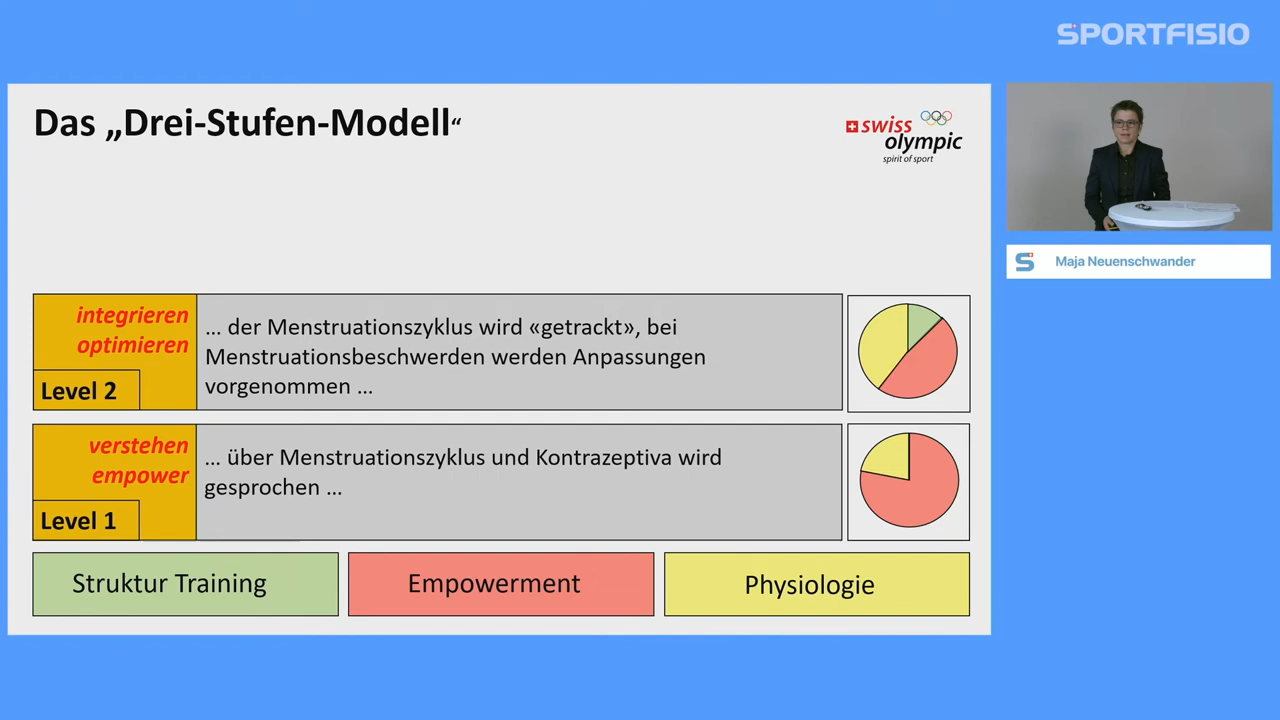 SPORTFISIO
Das „Drei-Stufen-Modell“
swiss
olympic
spirit of sport
Maja Neuenschwander
integrieren
optimieren
Level 2
... der Menstruationszyklus wird «getrackt», bei
Menstruationsbeschwerden werden Anpassungen
vorgenommen ...
verstehen
empower
Level 1
... über Menstruationszyklus und Kontrazeptiva wird
gesprochen ...
Struktur Training
Empowerment
Physiologie